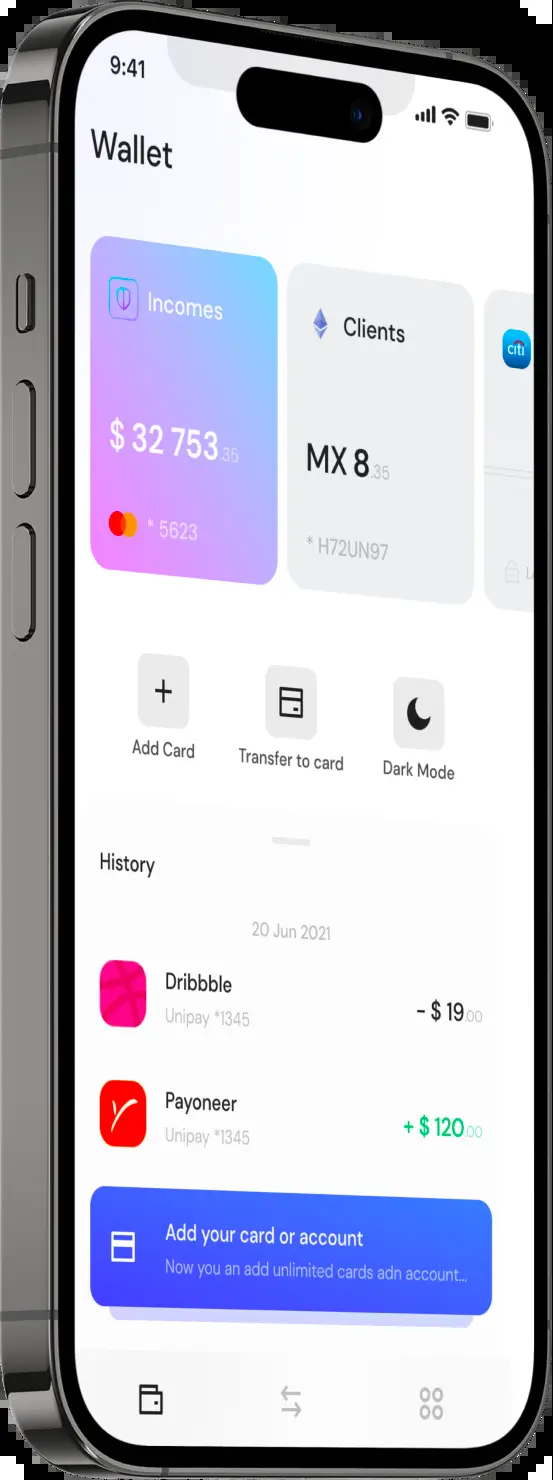 9:41
Wallet
Incomes
$ 32 753.35
* 5623
Clients
MX 8.35
* H72UN97
citi
Add Card
Transfer to card
Dark Mode
History
20 Jun 2021
Dribbble
Unipay *1345
- $ 19.00
Payoneer
Unipay *1345
+ $ 120.00
Add your card or account
Now you an add unlimited cards adn account...